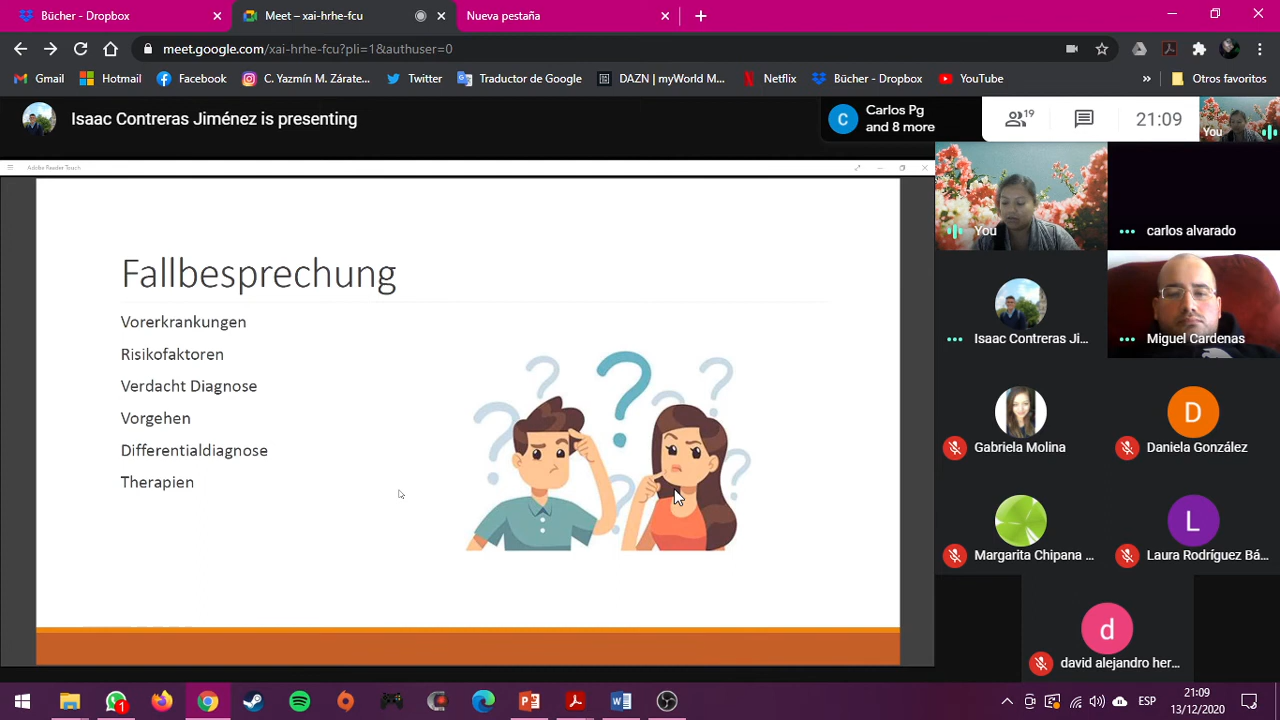 Bücher - Dropbox
Meet – xai-hrhe-fcu
Nueva pestaña
meet.google.com/xai-hrhe-fcu?pli=1&authuser=0
Gmail
Hotmail
Facebook
C. Yazmín M. Zárate...
Twitter
Traductor de Google
DAZN | myWorld M...
Netflix
Bücher - Dropbox
YouTube
»
Otros favoritos
Isaac Contreras Jiménez is presenting
C
Carlos Pg
and 8 more
19
21:09
You
Adobe Reader Touch
Fallbesprechung
Vorerkrankungen
Risikofaktoren
Verdacht Diagnose
Vorgehen
Differentialdiagnose
Therapien
You
carlos alvarado
Isaac Contreras Ji...
Miguel Cardenas
Gabriela Molina
D
Daniela González
Margarita Chipana ...
L
Laura Rodríguez Bá...
d
david alejandro her...
1
ESP
21:09
13/12/2020